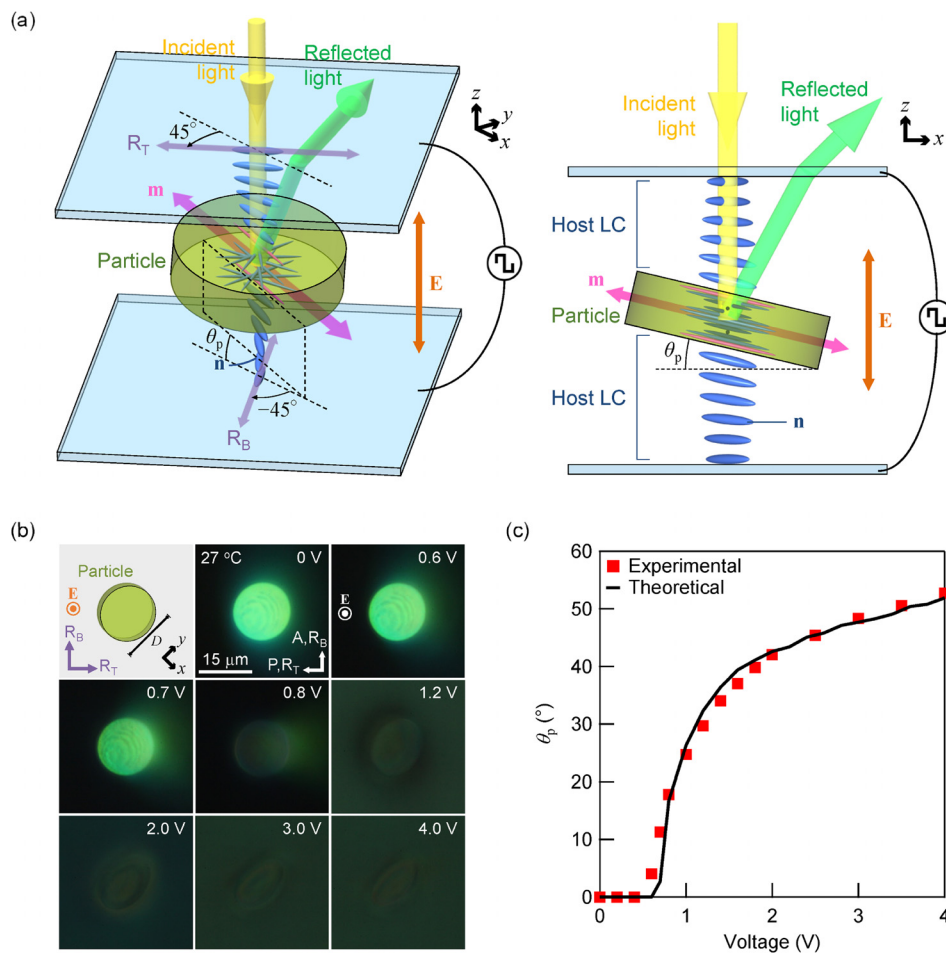 (a)
Incident
light
Reflected
light
z
y
x
45°
R_T
m
Particle
E
θ_p
n
−45°
R_B
Incident
light
Reflected
light
z
x
Host LC
m
Particle
E
θ_p
Host LC
n
(b)
Particle
E
R_B
D
y
x
R_T
27 °C
0 V
15 μm
A,R_B
P,R_T
0.6 V
E
0.7 V
0.8 V
1.2 V
2.0 V
3.0 V
4.0 V
(c)
60
50
40
30
20
10
0
θ_p (°)
Experimental
Theoretical
0 1 2 3 4
Voltage (V)